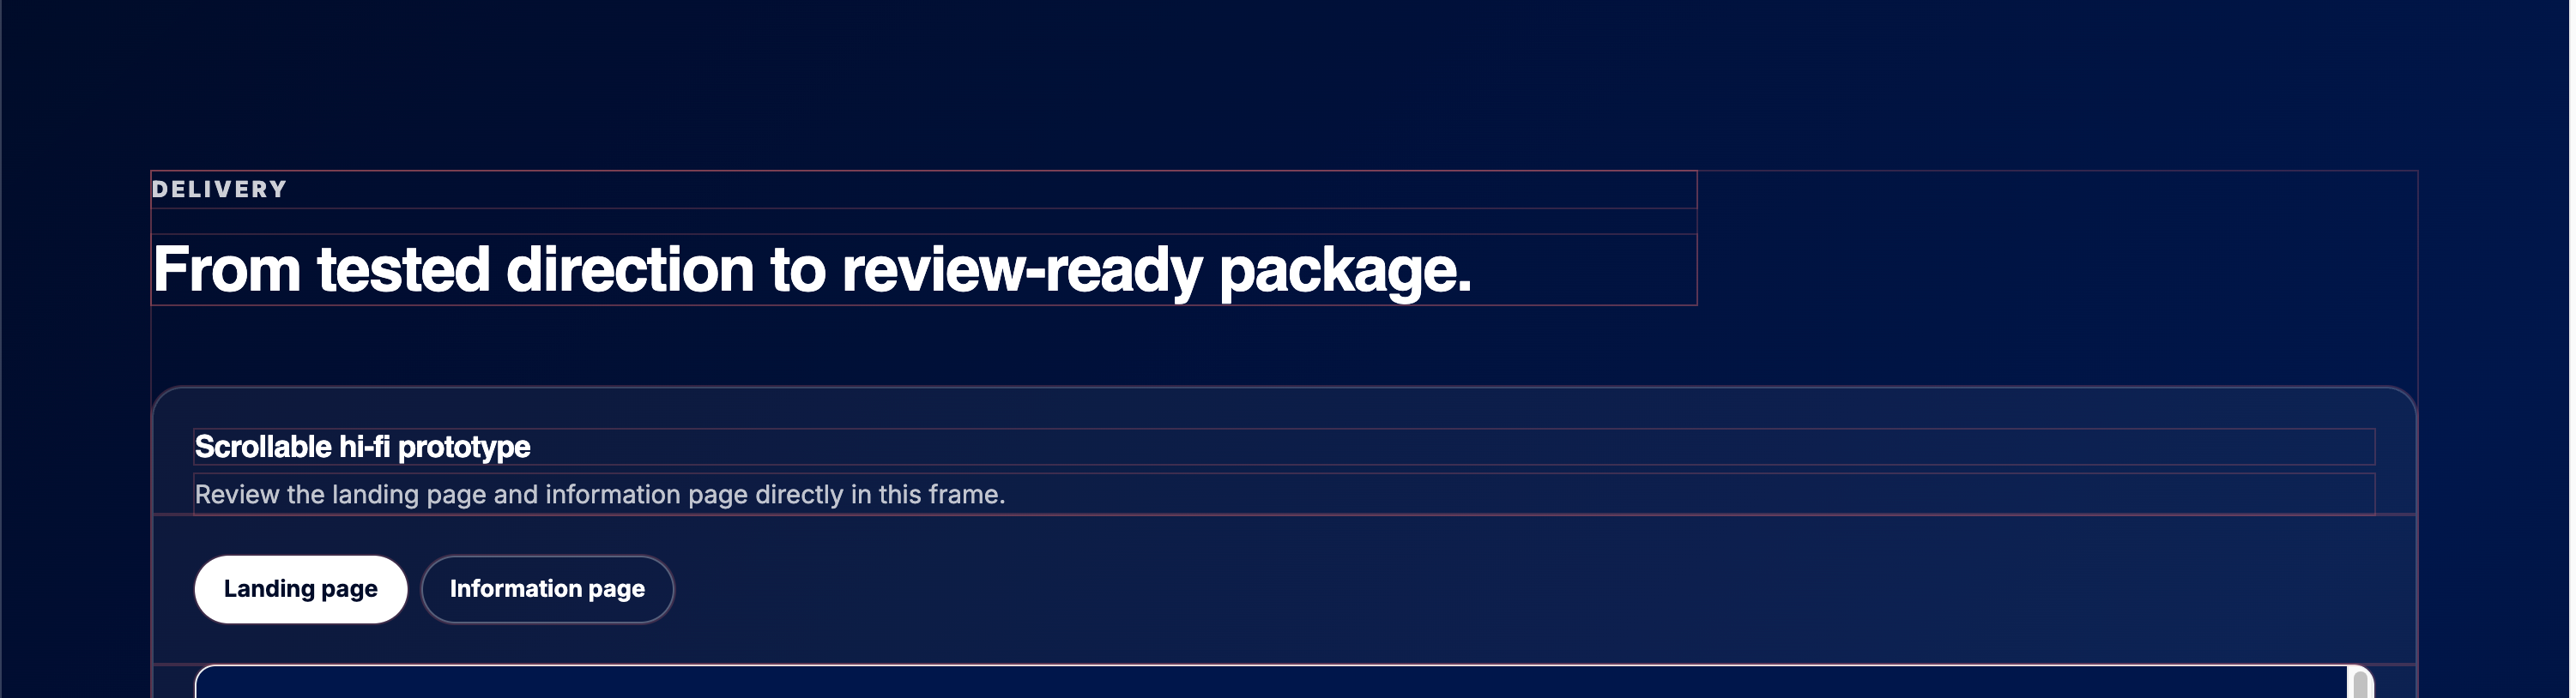 DELIVERY
From tested direction to review-ready package.
Scrollable hi-fi prototype
Review the landing page and information page directly in this frame.
Landing page
Information page